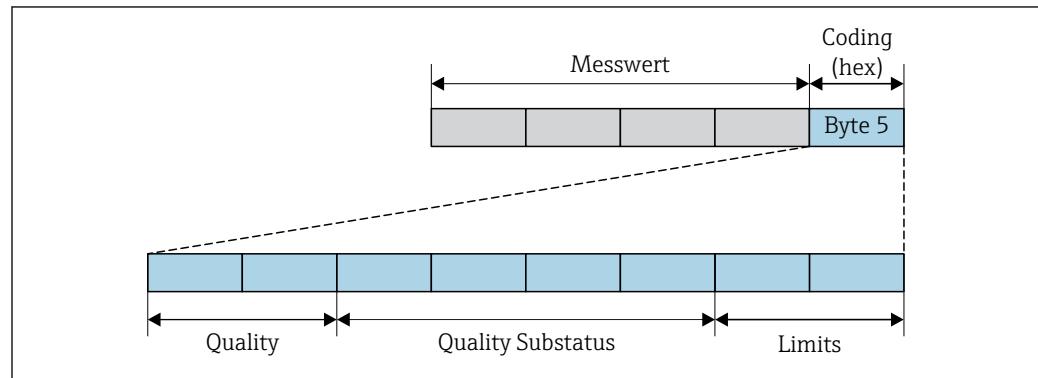 Coding
Messwert
(hex)
Byte 5
Quality
Quality Substatus
Limits